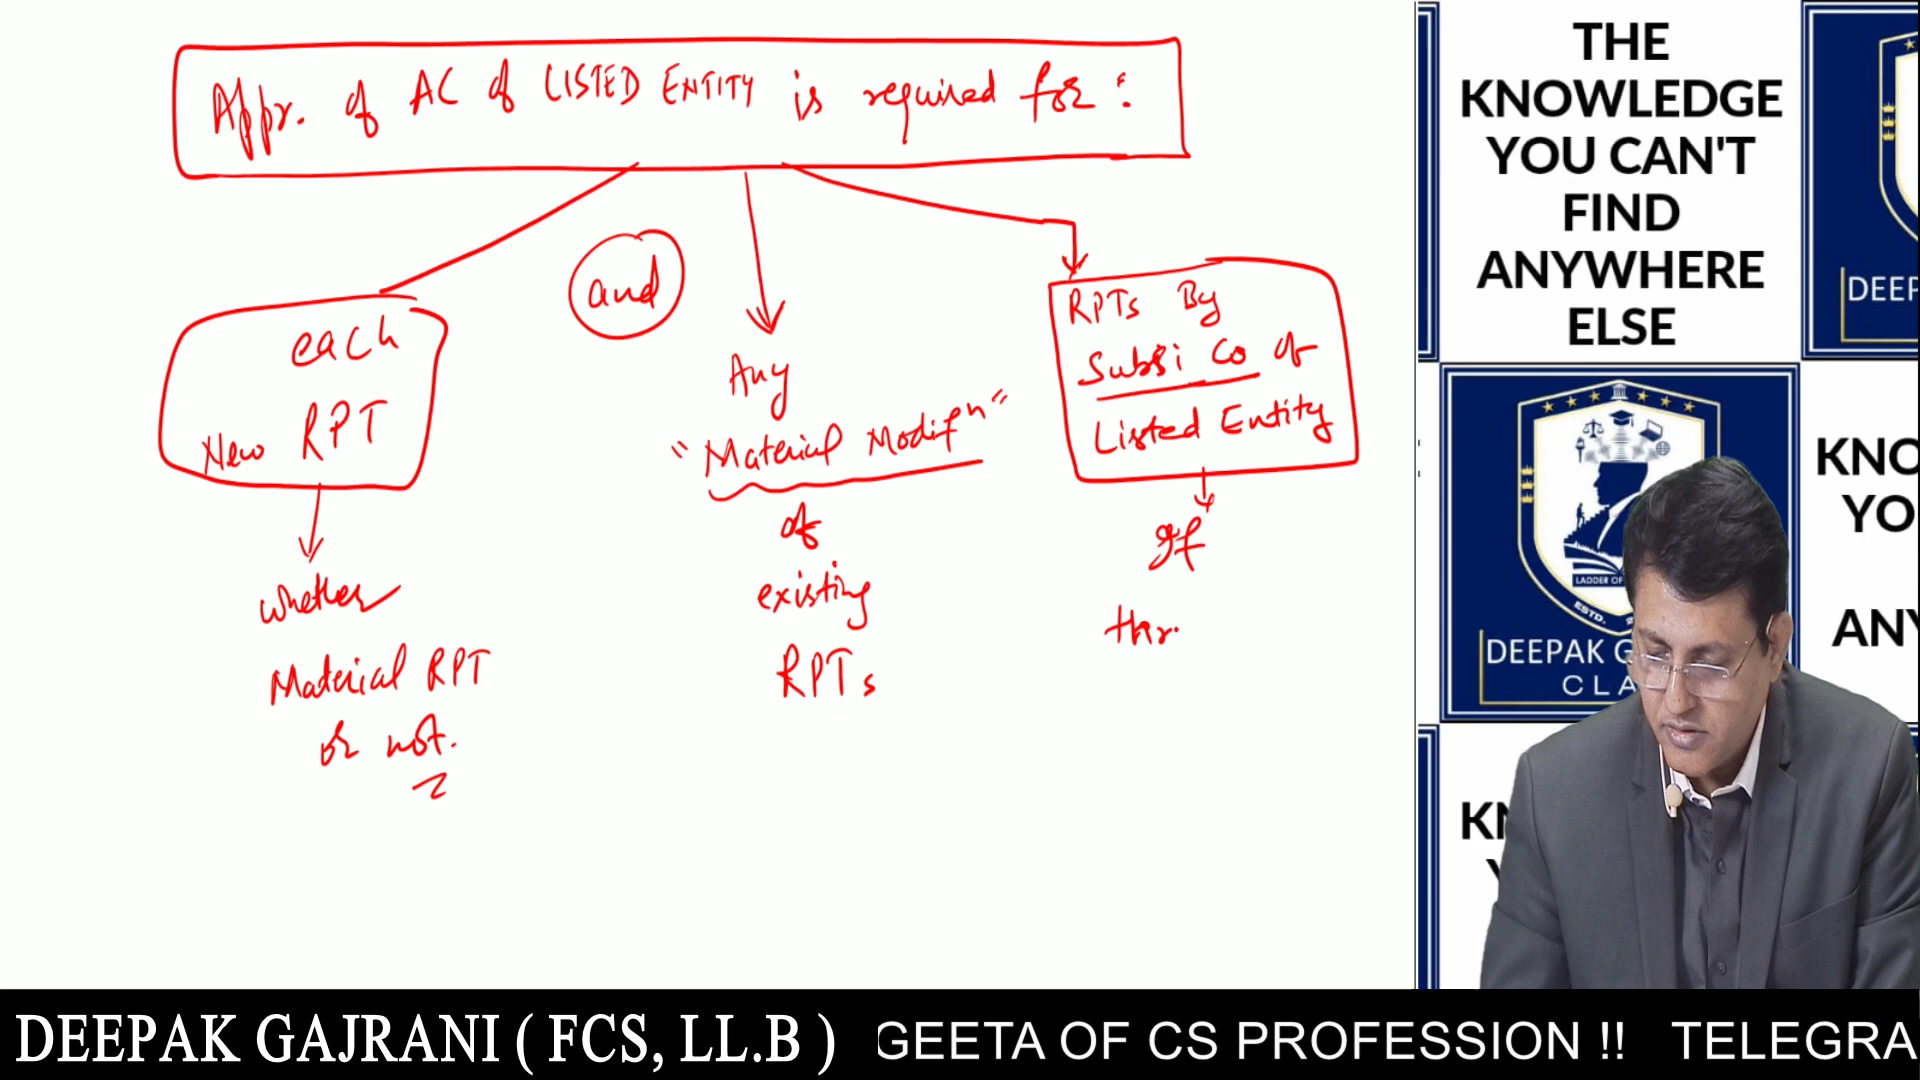 Appr. of AC of LISTED ENTITY is required for:
and
each
New RPT
whether
Material RPT
or not.
Any
"Material Modifn"
of
existing
RPTs
RPTs By
Subsi Co of
Listed Entity
If
thr
THE
KNOWLEDGE
YOU CAN'T
FIND
ANYWHERE
ELSE
DEEP
LADDER OF
ESTD. 2
DEEPAK G
CLA
KNO
YO
ANY
KN
Y
DEEPAK GAJRANI ( FCS, LL.B )
GEETA OF CS PROFESSION !! TELEGRA